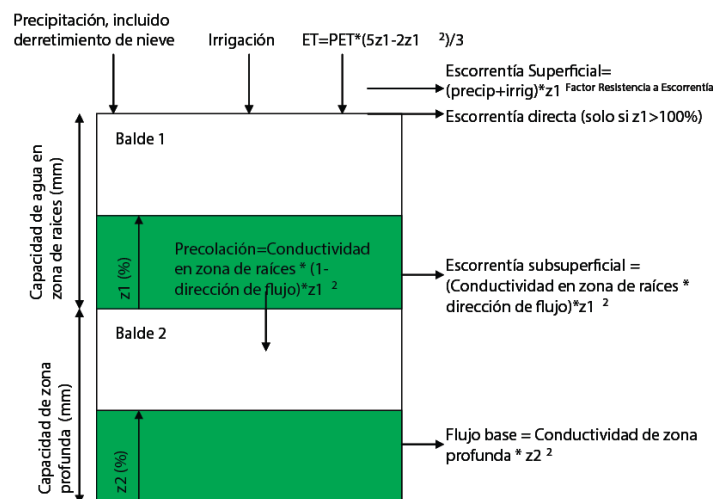 Precipitación, incluido
derretimiento de nieve
Irrigación
ET=PET*(5z1-2z1 ²)/3
Escorrentía Superficial=
(precip+irrig)*z1 Factor Resistencia a Escorrentía
Escorrentía directa (solo si z1>100%)
Capacidad de agua en
zona de raices (mm)
Balde 1
z1 (%)
Precolación=Conductividad
en zona de raíces * (1-
dirección de flujo)*z1 ²
Escorrentía subsuperficial =
(Conductividad en zona de raíces *
dirección de flujo)*z1 ²
Capacidad de zona
profunda (mm)
Balde 2
z2 (%)
Flujo base = Conductividad de zona
profunda * z2 ²